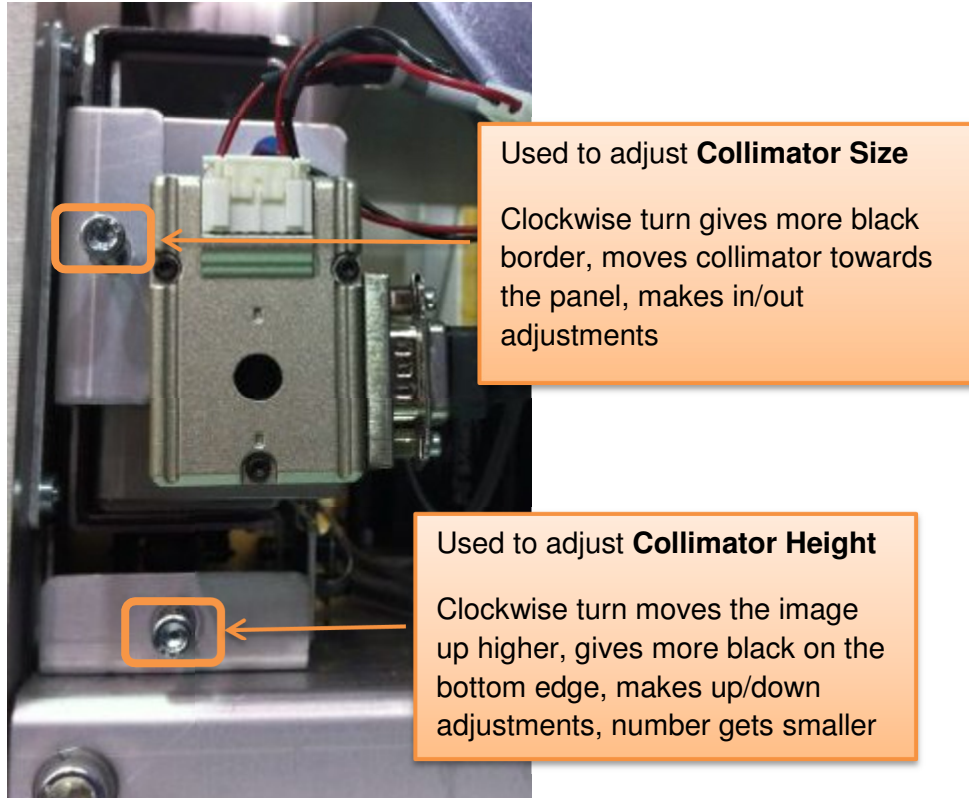 Used to adjust Collimator Size
Clockwise turn gives more black
border, moves collimator towards
the panel, makes in/out
adjustments
Used to adjust Collimator Height
Clockwise turn moves the image
up higher, gives more black on the
bottom edge, makes up/down
adjustments, number gets smaller